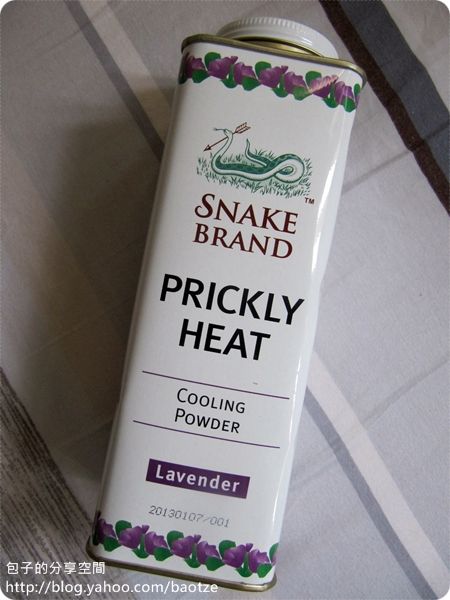 SNAKE
BRAND
TM
PRICKLY
HEAT
COOLING
POWDER
Lavender
20130107/001
包子的分享空間
http://blog.yahoo.com/baotze